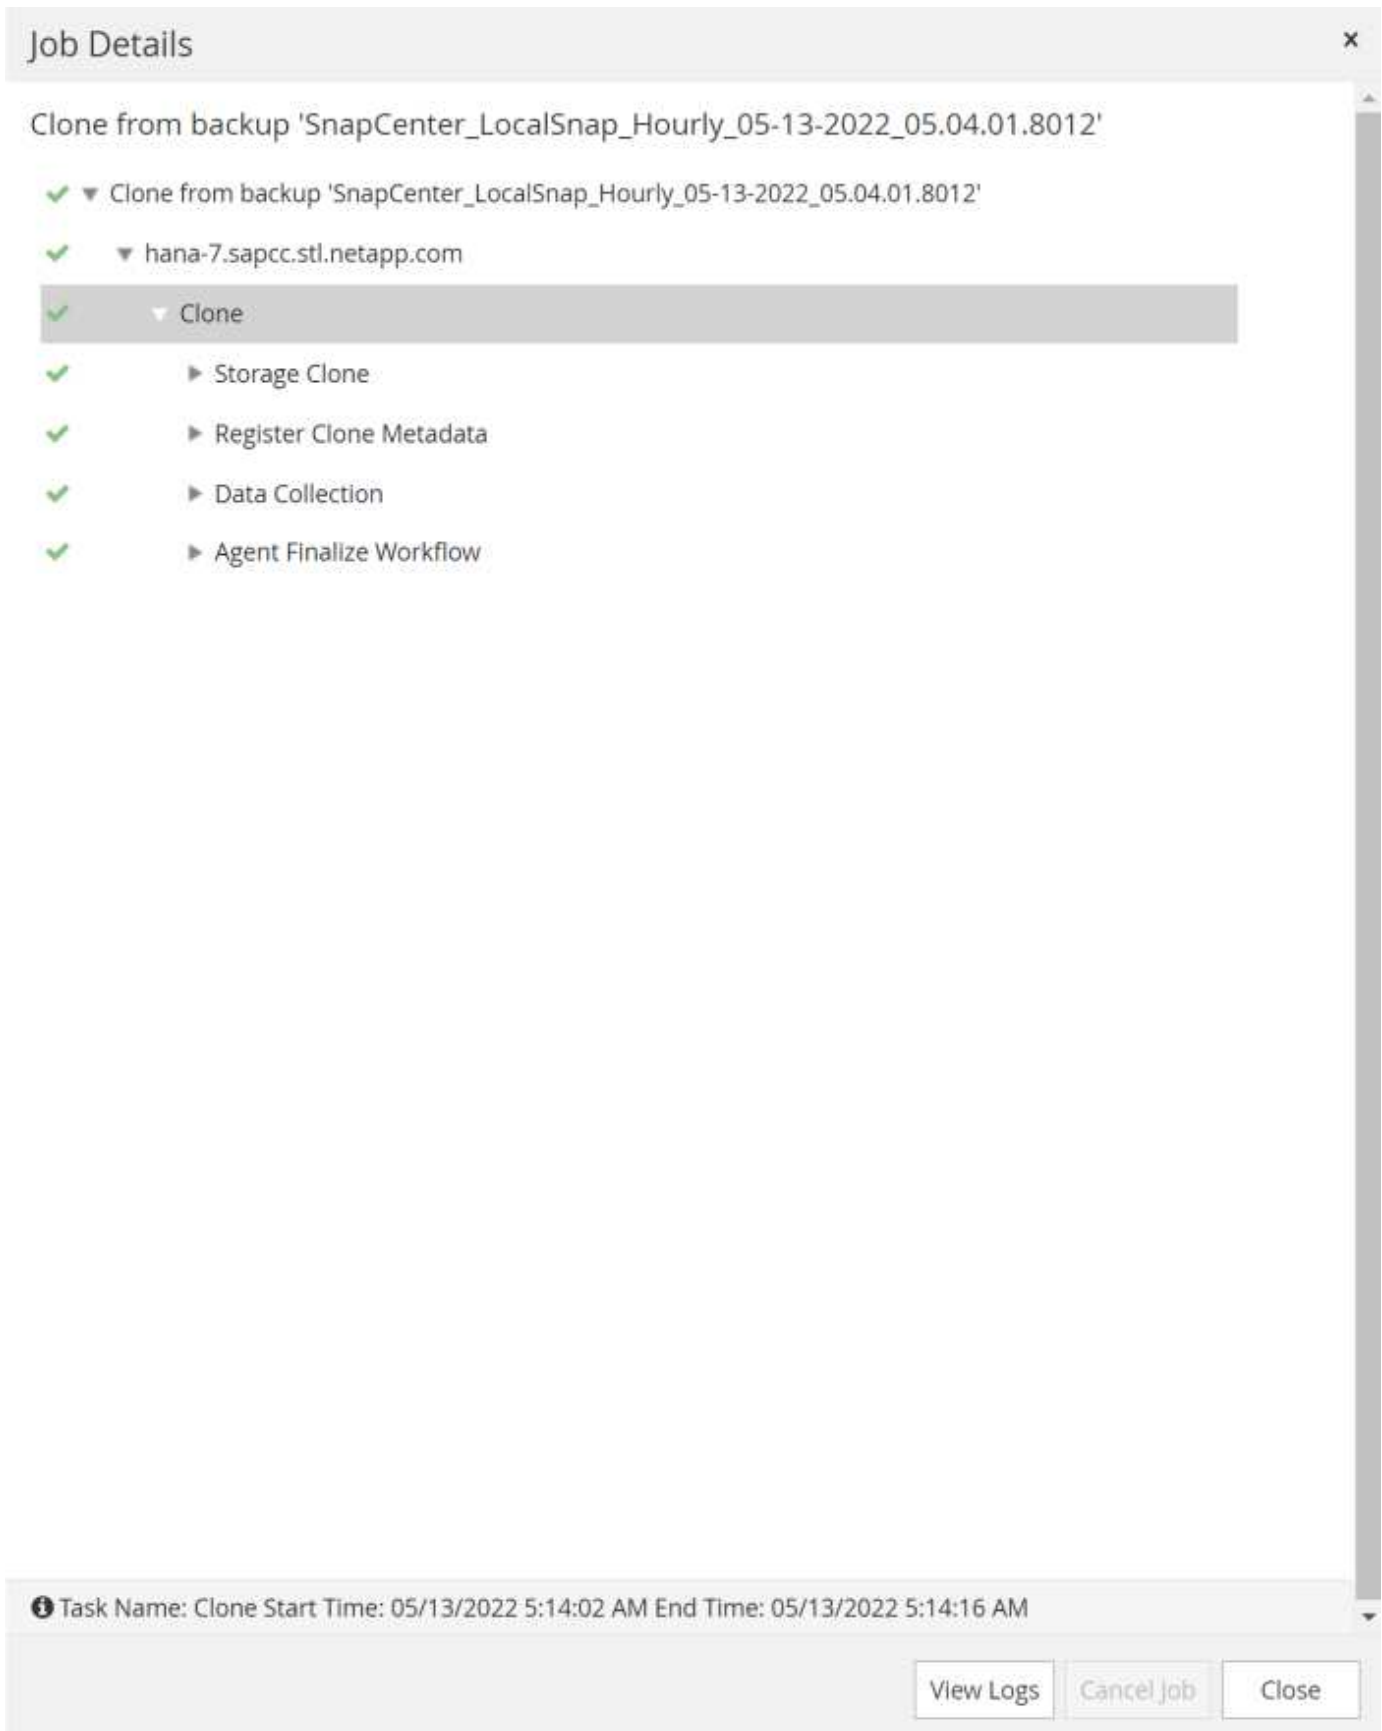 Job Details
Clone from backup 'SnapCenter_LocalSnap_Hourly_05-13-2022_05.04.01.8012'
Clone from backup 'SnapCenter_LocalSnap_Hourly_05-13-2022_05.04.01.8012'
hana-7.sapcc.stl.netapp.com
Clone
Storage Clone
Register Clone Metadata
Data Collection
Agent Finalize Workflow
Task Name: Clone Start Time: 05/13/2022 5:14:02 AM End Time: 05/13/2022 5:14:16 AM
View Logs Cancel Job Close